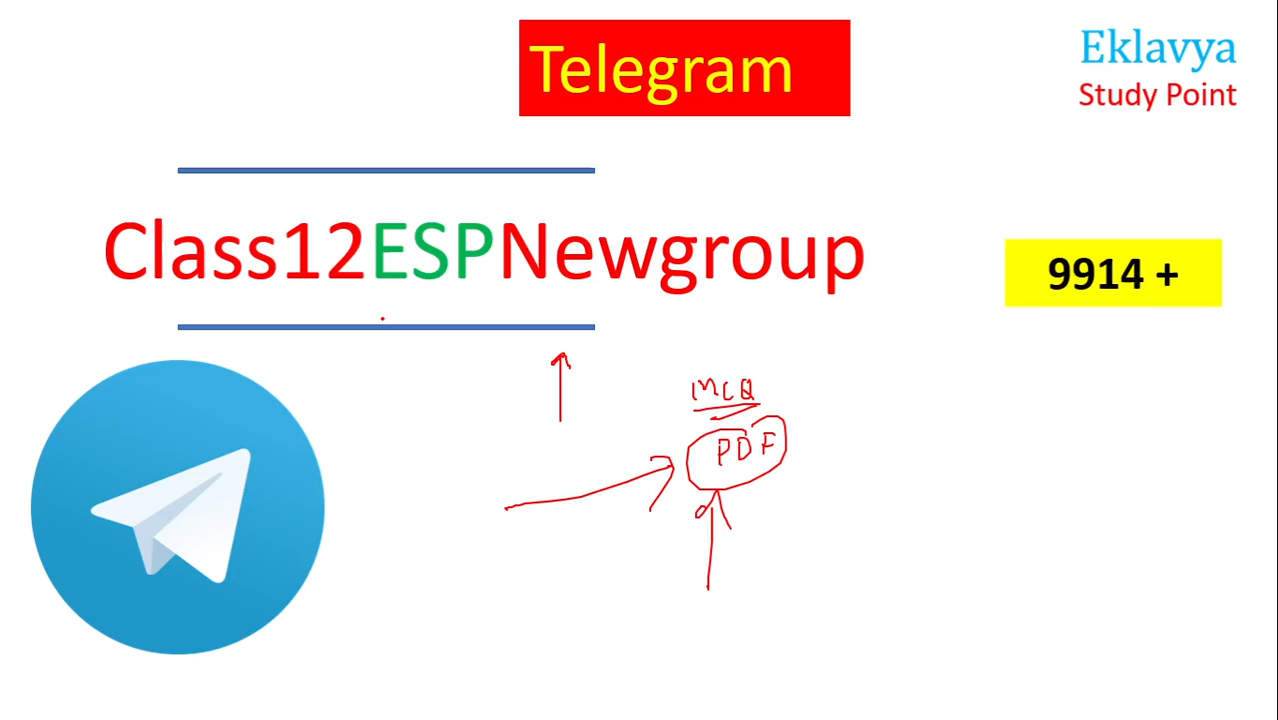 Telegram
Eklavya
Study Point
Class12ESPNewgroup
9914 +
MCQ
PDF